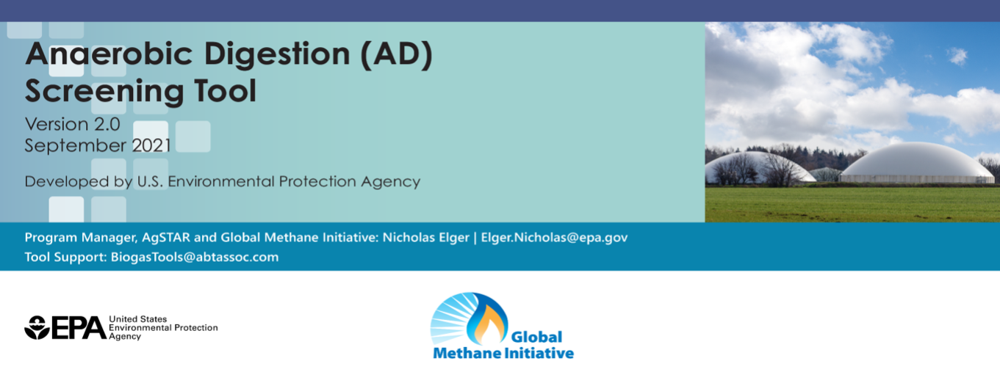 Anaerobic Digestion (AD)
Screening Tool
Version 2.0
September 2021
Developed by U.S. Environmental Protection Agency
Program Manager, AgSTAR and Global Methane Initiative: Nicholas Elger | Elger.Nicholas@epa.gov
Tool Support: BiogasTools@abtassoc.com
EPA
United States
Environmental Protection
Agency
Global
Methane Initiative